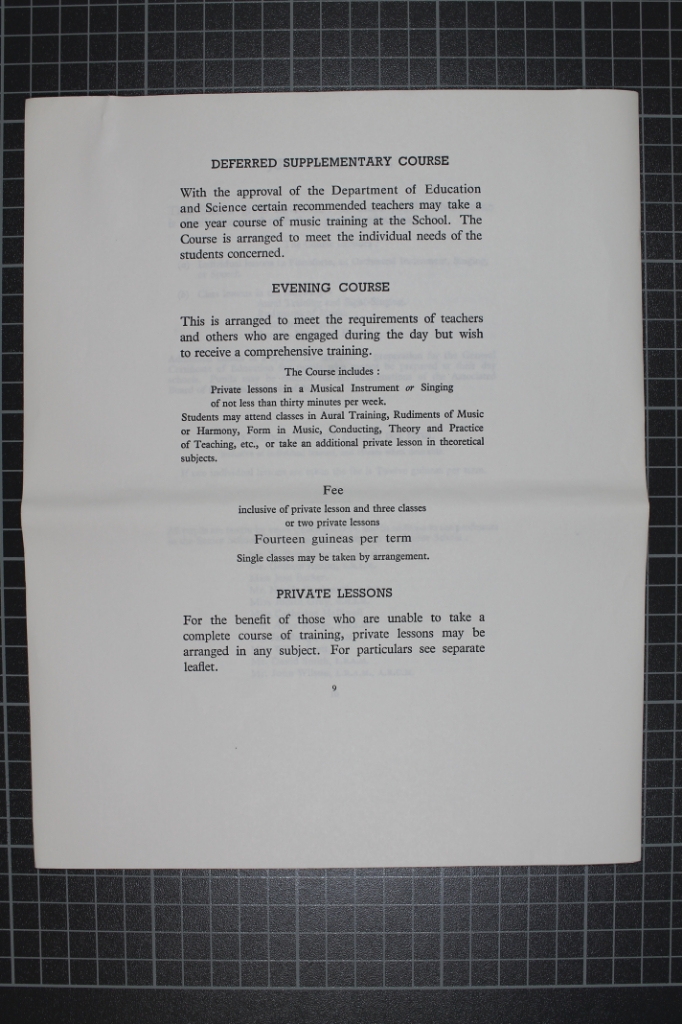 DEFERRED SUPPLEMENTARY COURSE
With the approval of the Department of Education
and Science certain recommended teachers may take a
one year course of music training at the School. The
Course is arranged to meet the individual needs of the
students concerned.
EVENING COURSE
This is arranged to meet the requirements of teachers
and others who are engaged during the day but wish
to receive a comprehensive training.
The Course includes :
Private lessons in a Musical Instrument or Singing
of not less than thirty minutes per week.
Students may attend classes in Aural Training, Rudiments of Music
or Harmony, Form in Music, Conducting, Theory and Practice
of Teaching, etc., or take an additional private lesson in theoretical
subjects.
Fee
inclusive of private lesson and three classes
or two private lessons
Fourteen guineas per term
Single classes may be taken by arrangement.
PRIVATE LESSONS
For the benefit of those who are unable to take a
complete course of training, private lessons may be
arranged in any subject. For particulars see separate
leaflet.
9